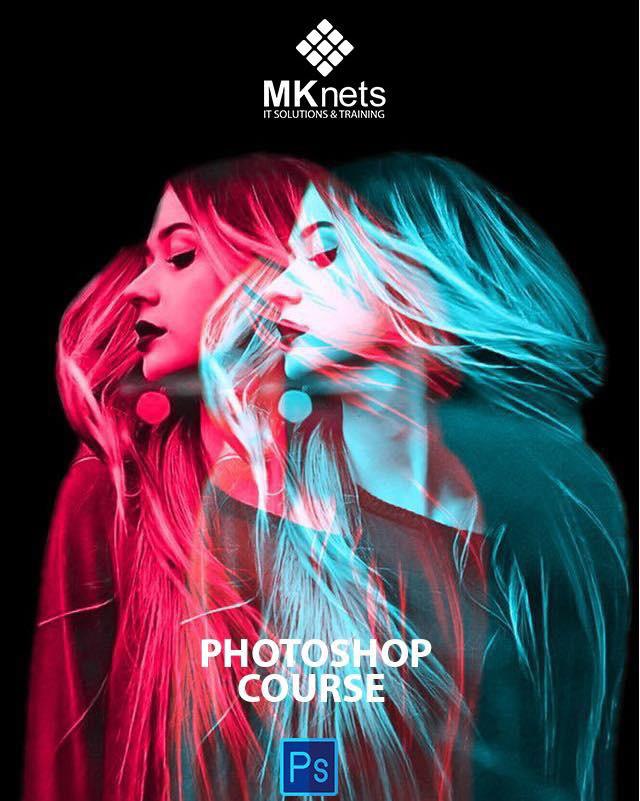 MKnets
IT SOLUTIONS & TRAINING
PHOTOSHOP
COURSE
Ps